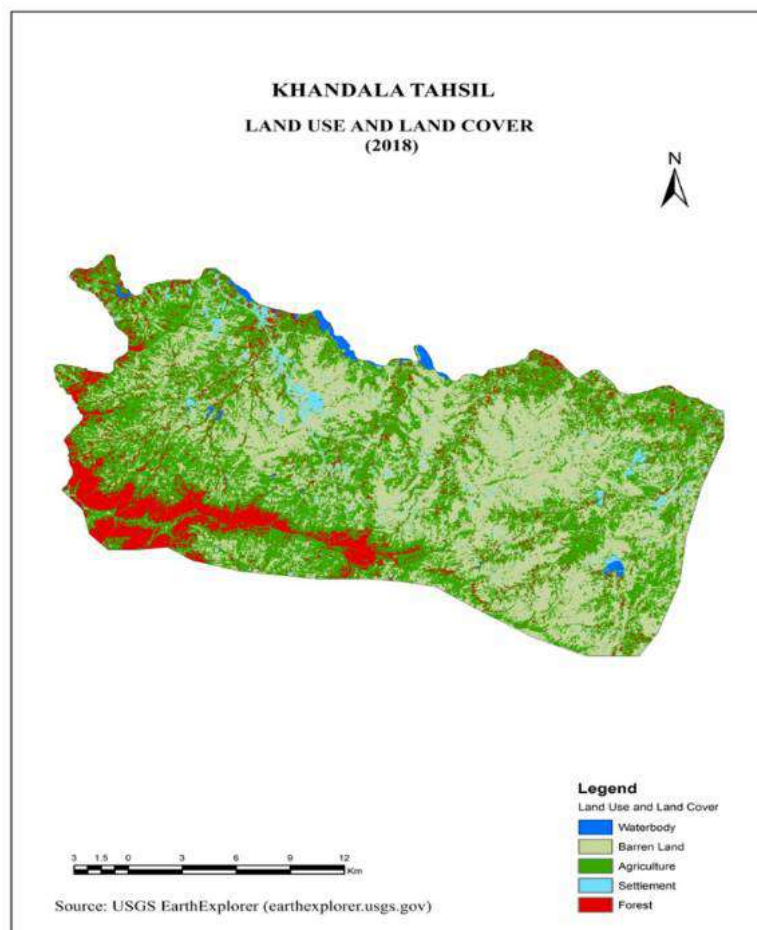 KHANDALA TAHSIL
LAND USE AND LAND COVER
(2018)
N
Legend
Land Use and Land Cover
Waterbody
Barren Land
Agriculture
Settlement
Forest
3 1.5 0 3 6 9 12
Km
Source: USGS EarthExplorer (earthexplorer.usgs.gov)